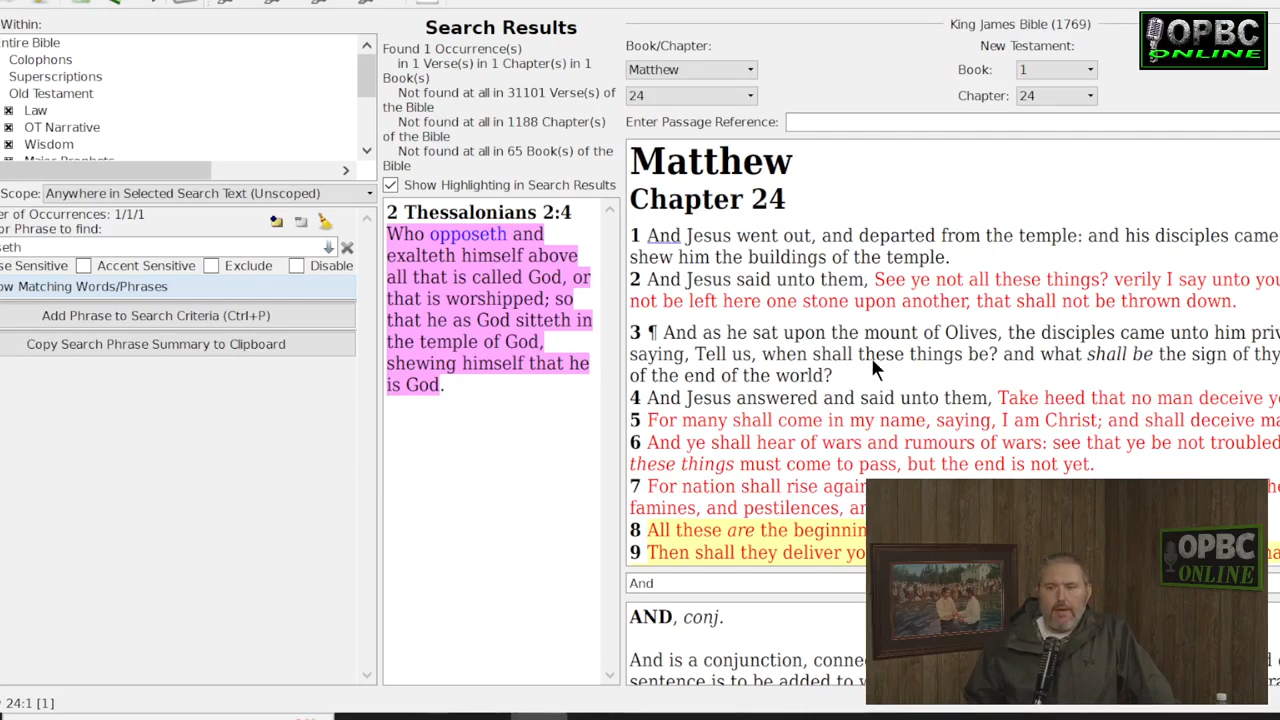 Within:
ntire Bible
Colophons
Superscriptions
Old Testament
Law
OT Narrative
Wisdom
Major Prophets
Scope: Anywhere in Selected Search Text (Unscoped)
er of Occurrences: 1/1/1
or Phrase to find:
seth
se Sensitive Accent Sensitive Exclude Disable
ow Matching Words/Phrases
Add Phrase to Search Criteria (Ctrl+P)
Copy Search Phrase Summary to Clipboard
24:1 [1]
Search Results
Found 1 Occurrence(s)
in 1 Verse(s) in 1 Chapter(s) in 1
Book(s)
Not found at all in 31101 Verse(s) of
the Bible
Not found at all in 1188 Chapter(s)
of the Bible
Not found at all in 65 Book(s) of the
Bible
Show Highlighting in Search Results
2 Thessalonians 2:4
Who opposeth and
exalteth himself above
all that is called God, or
that is worshipped; so
that he as God sitteth in
the temple of God,
shewing himself that he
is God.
King James Bible (1769)
Book/Chapter:
New Testament:
Matthew
Book: 1
24
Chapter: 24
Enter Passage Reference:
Matthew
Chapter 24
1 And Jesus went out, and departed from the temple: and his disciples came
shew him the buildings of the temple.
2 And Jesus said unto them, See ye not all these things? verily I say unto you
not be left here one stone upon another, that shall not be thrown down.
3 ¶ And as he sat upon the mount of Olives, the disciples came unto him priv
saying, Tell us, when shall these things be? and what shall be the sign of thy
of the end of the world?
4 And Jesus answered and said unto them, Take heed that no man deceive y
5 For many shall come in my name, saying, I am Christ; and shall deceive ma
6 And ye shall hear of wars and rumours of wars: see that ye be not troubled
these things must come to pass, but the end is not yet.
7 For nation shall rise again
famines, and pestilences, an
8 All these are the beginnin
9 Then shall they deliver yo
And
AND, conj.
And is a conjunction, conne
sentence is to be added to
OPBC
ONLINE
OPBC
ONLINE